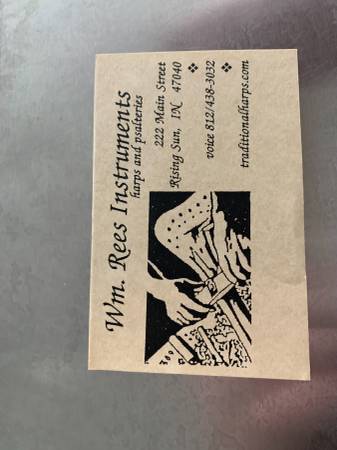 Wm. Rees Instruments
harps and psalteries
222 Main Street
Rising Sun, IN 47040
❖
voice 812/438-3032
❖
traditionalharps.com